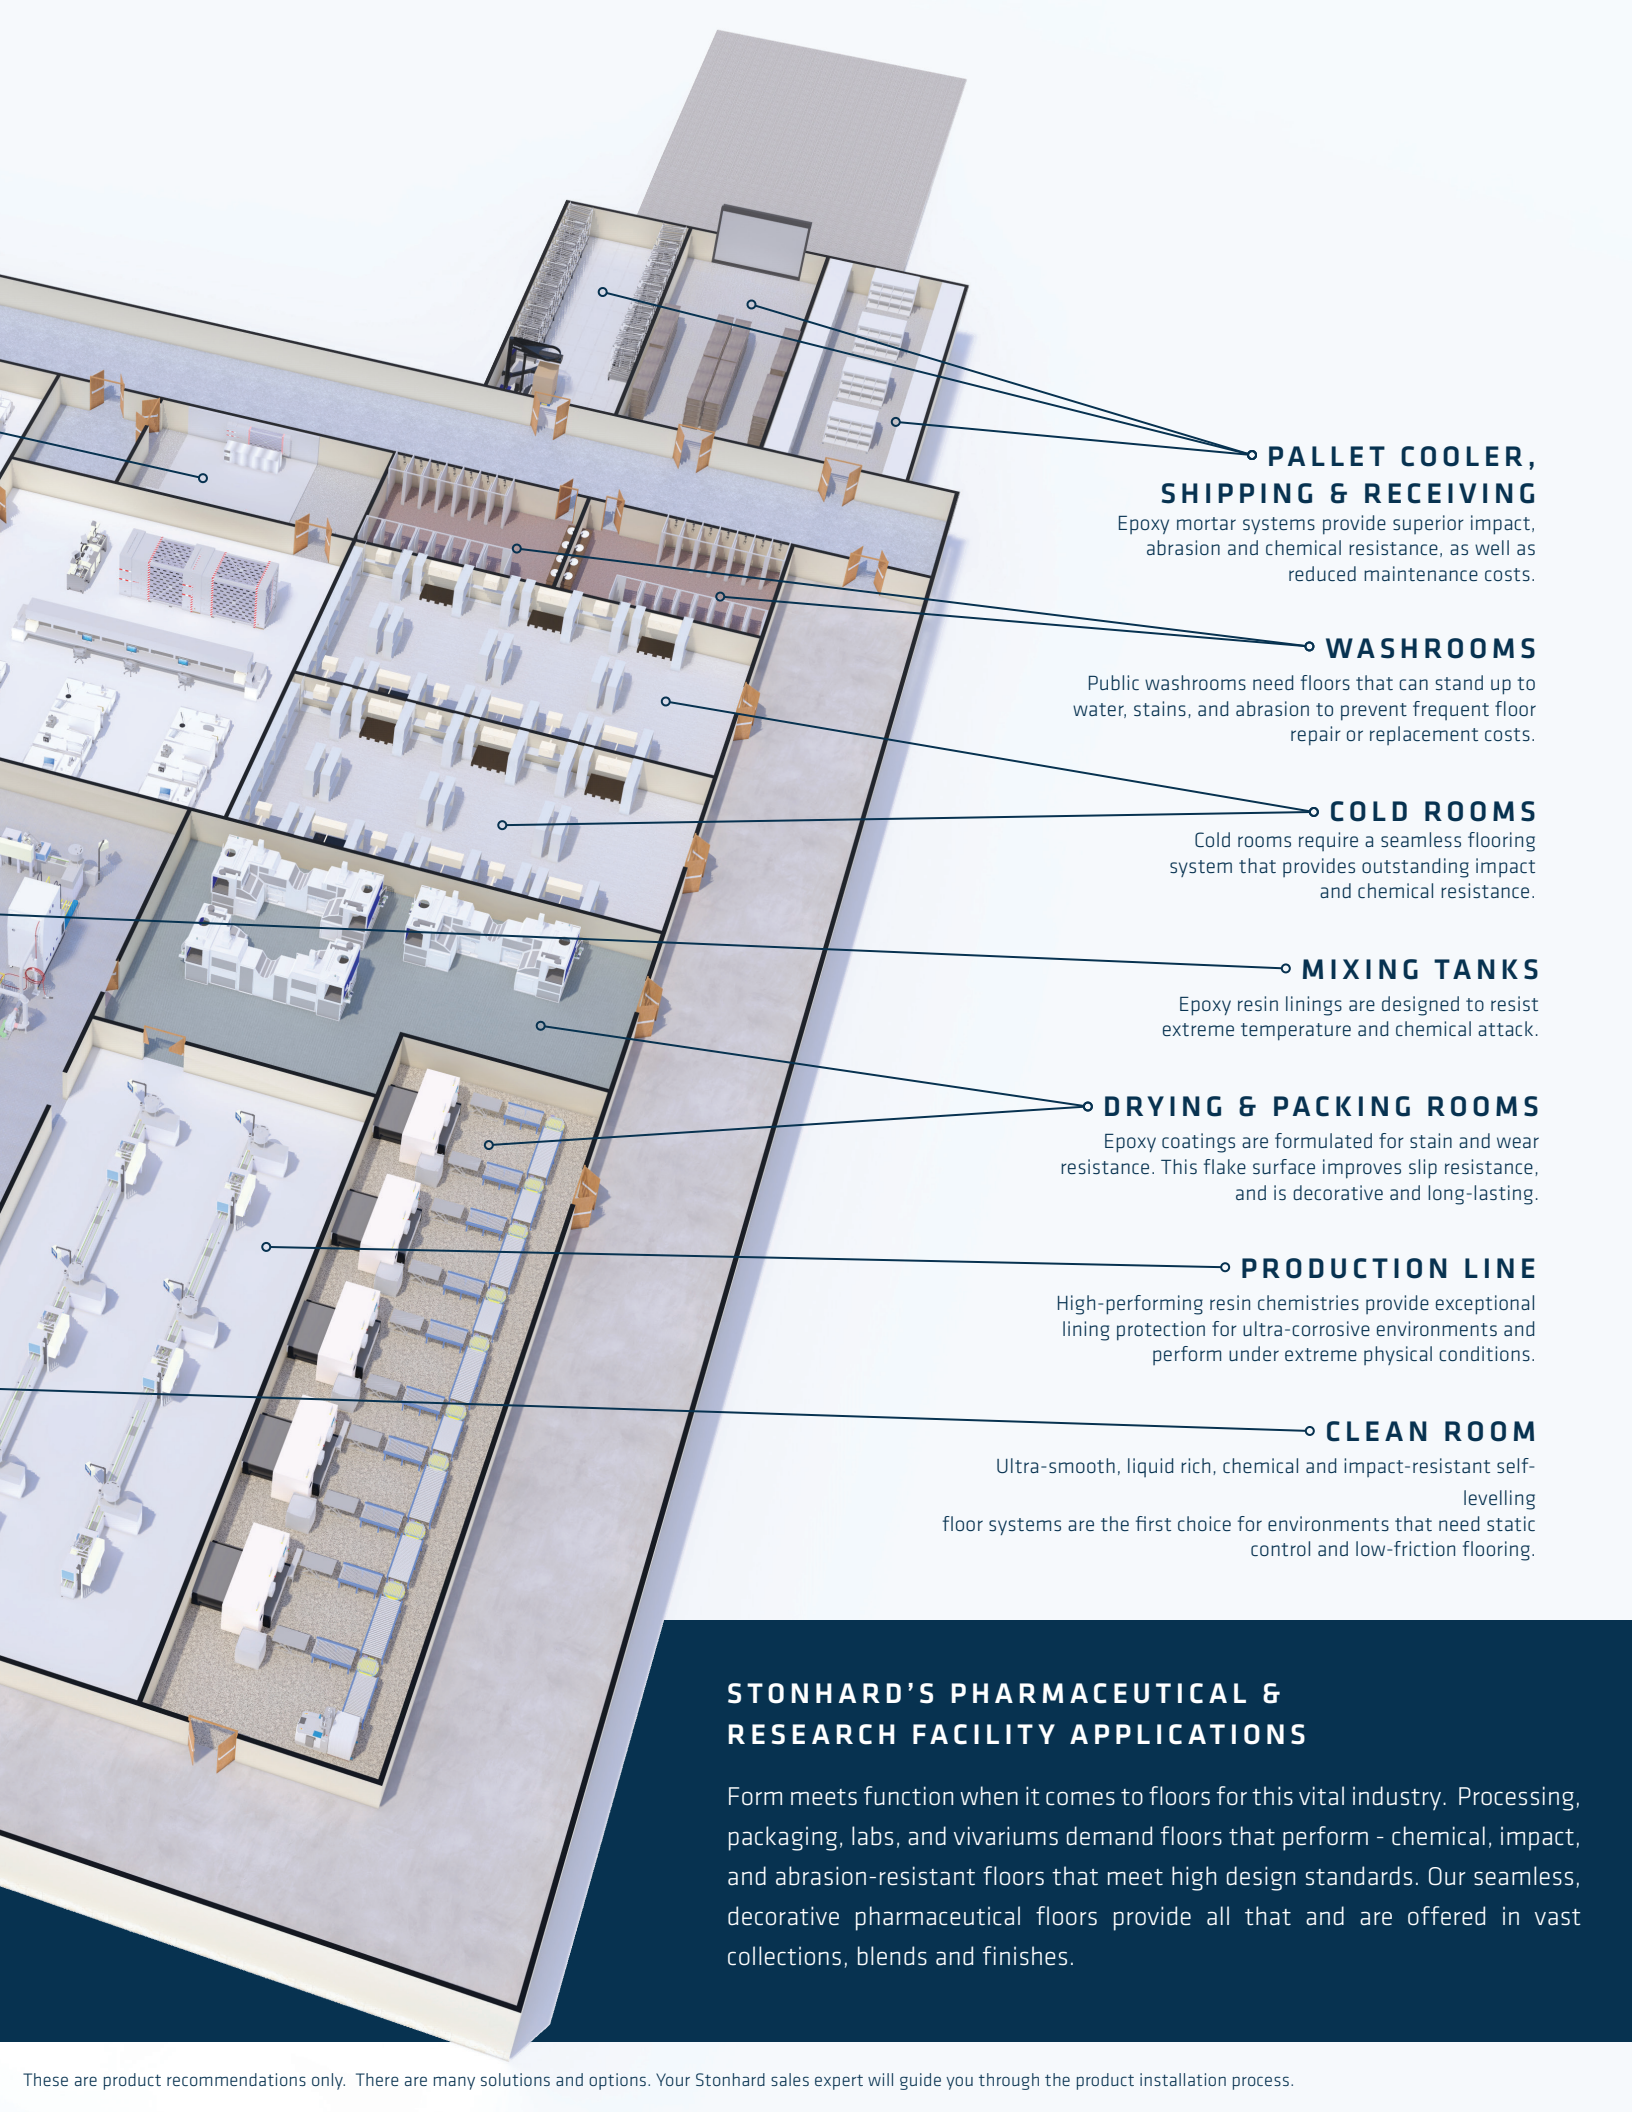 PALLET COOLER,
SHIPPING & RECEIVING
Epoxy mortar systems provide superior impact,
abrasion and chemical resistance, as well as
reduced maintenance costs.
WASHROOMS
Public washrooms need floors that can stand up to
water, stains, and abrasion to prevent frequent floor
repair or replacement costs.
COLD ROOMS
Cold rooms require a seamless flooring
system that provides outstanding impact
and chemical resistance.
MIXING TANKS
Epoxy resin linings are designed to resist
extreme temperature and chemical attack.
DRYING & PACKING ROOMS
Epoxy coatings are formulated for stain and wear
resistance. This flake surface improves slip resistance,
and is decorative and long-lasting.
PRODUCTION LINE
High-performing resin chemistries provide exceptional
lining protection for ultra-corrosive environments and
perform under extreme physical conditions.
CLEAN ROOM
Ultra-smooth, liquid rich, chemical and impact-resistant self-
levelling
floor systems are the first choice for environments that need static
control and low-friction flooring.
STONHARD'S PHARMACEUTICAL &
RESEARCH FACILITY APPLICATIONS
Form meets function when it comes to floors for this vital industry. Processing,
packaging, labs, and vivariums demand floors that perform - chemical, impact,
and abrasion-resistant floors that meet high design standards. Our seamless,
decorative pharmaceutical floors provide all that and are offered in vast
collections, blends and finishes.
These are product recommendations only. There are many solutions and options. Your Stonhard sales expert will guide you through the product installation process.